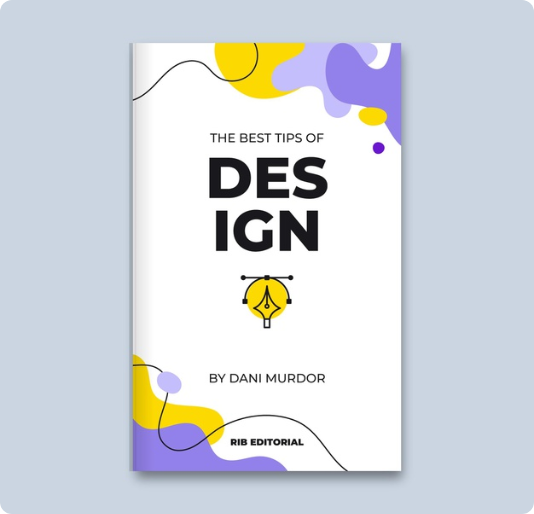 THE BEST TIPS OF
DES
IGN
BY DANI MURDOR
RIB EDITORIAL